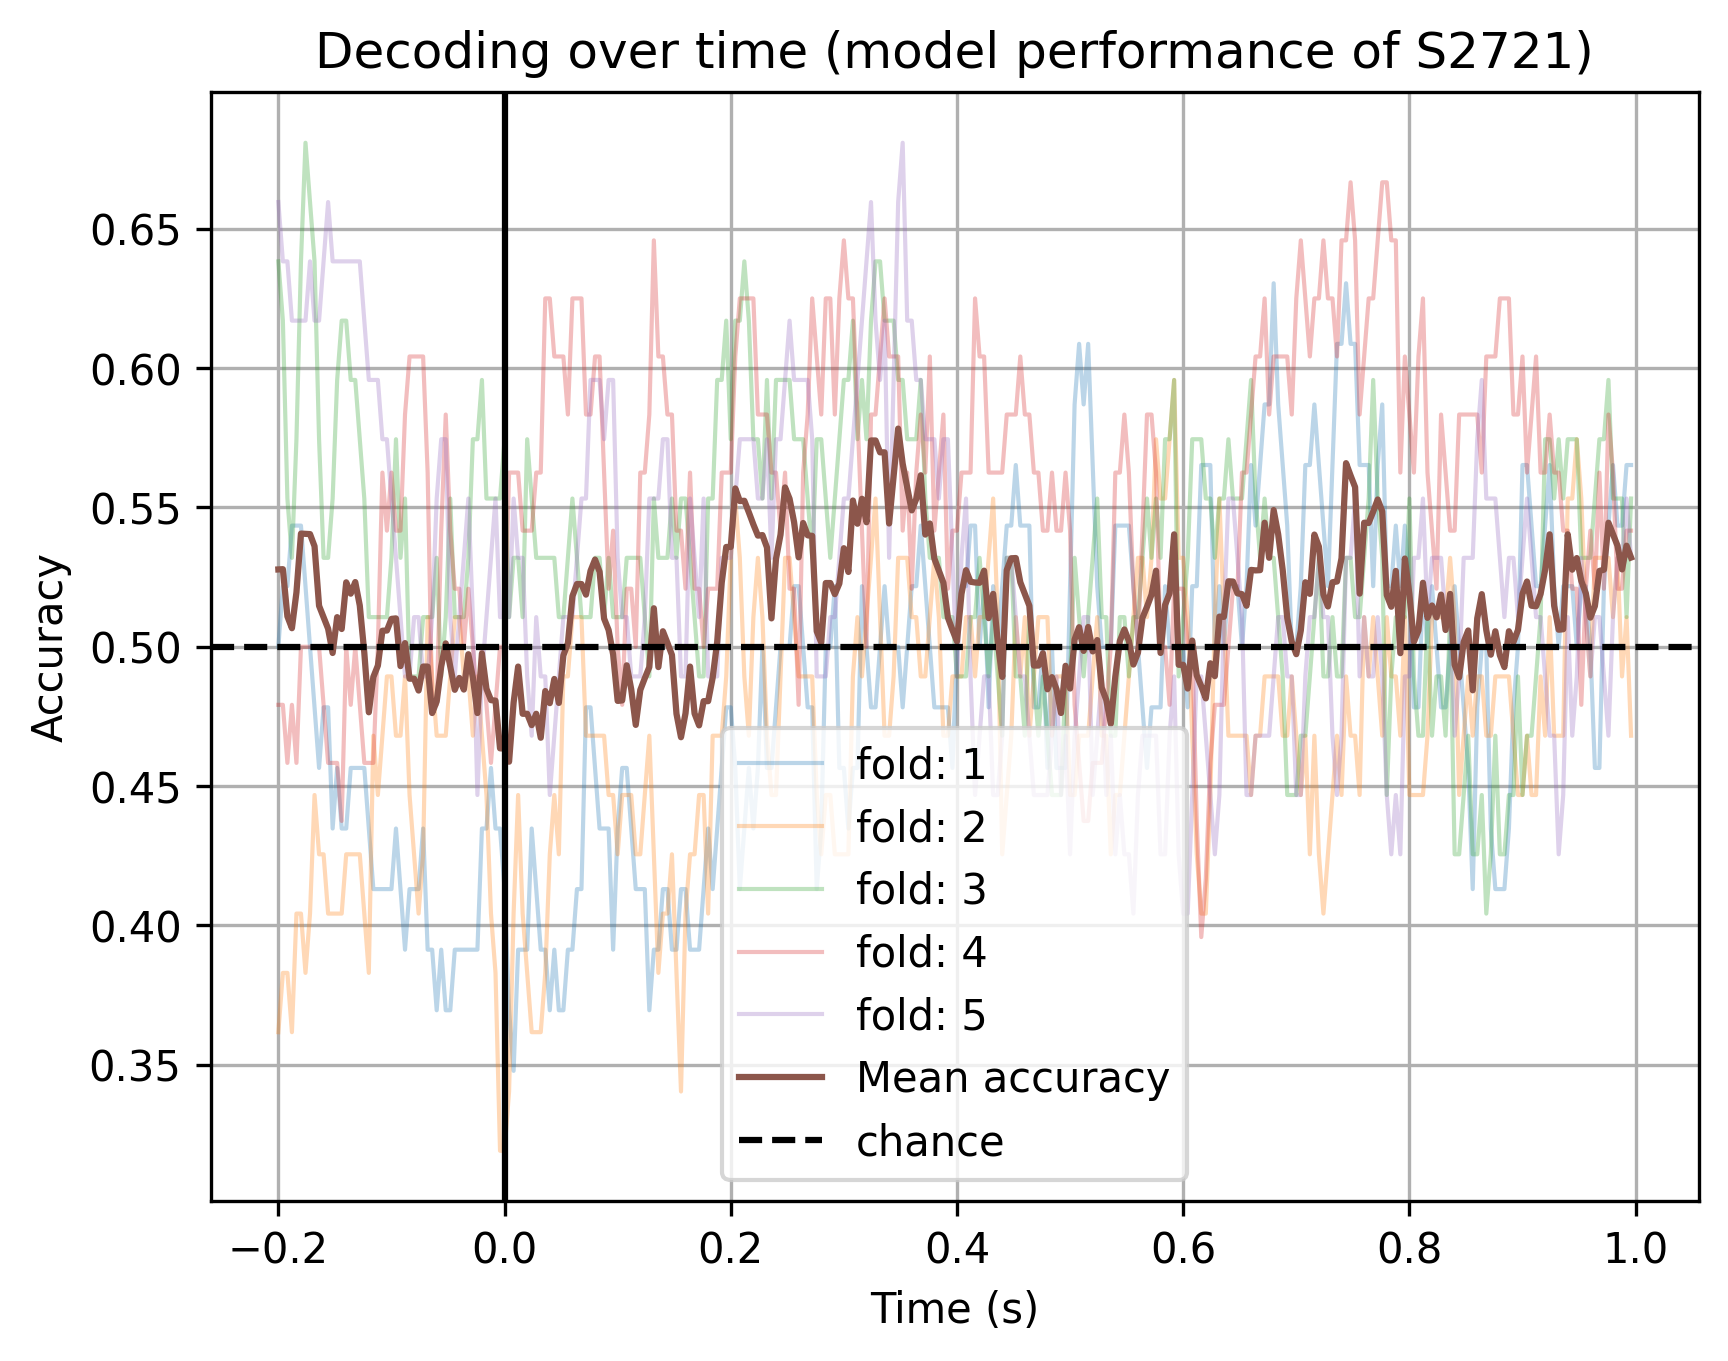 Decoding over time (model performance of S2721)
Accuracy
0.65
0.60
0.55
0.50
0.45
0.40
0.35
fold: 1
fold: 2
fold: 3
fold: 4
fold: 5
Mean accuracy
chance
−0.2
0.0
0.2
0.4
0.6
0.8
1.0
Time (s)